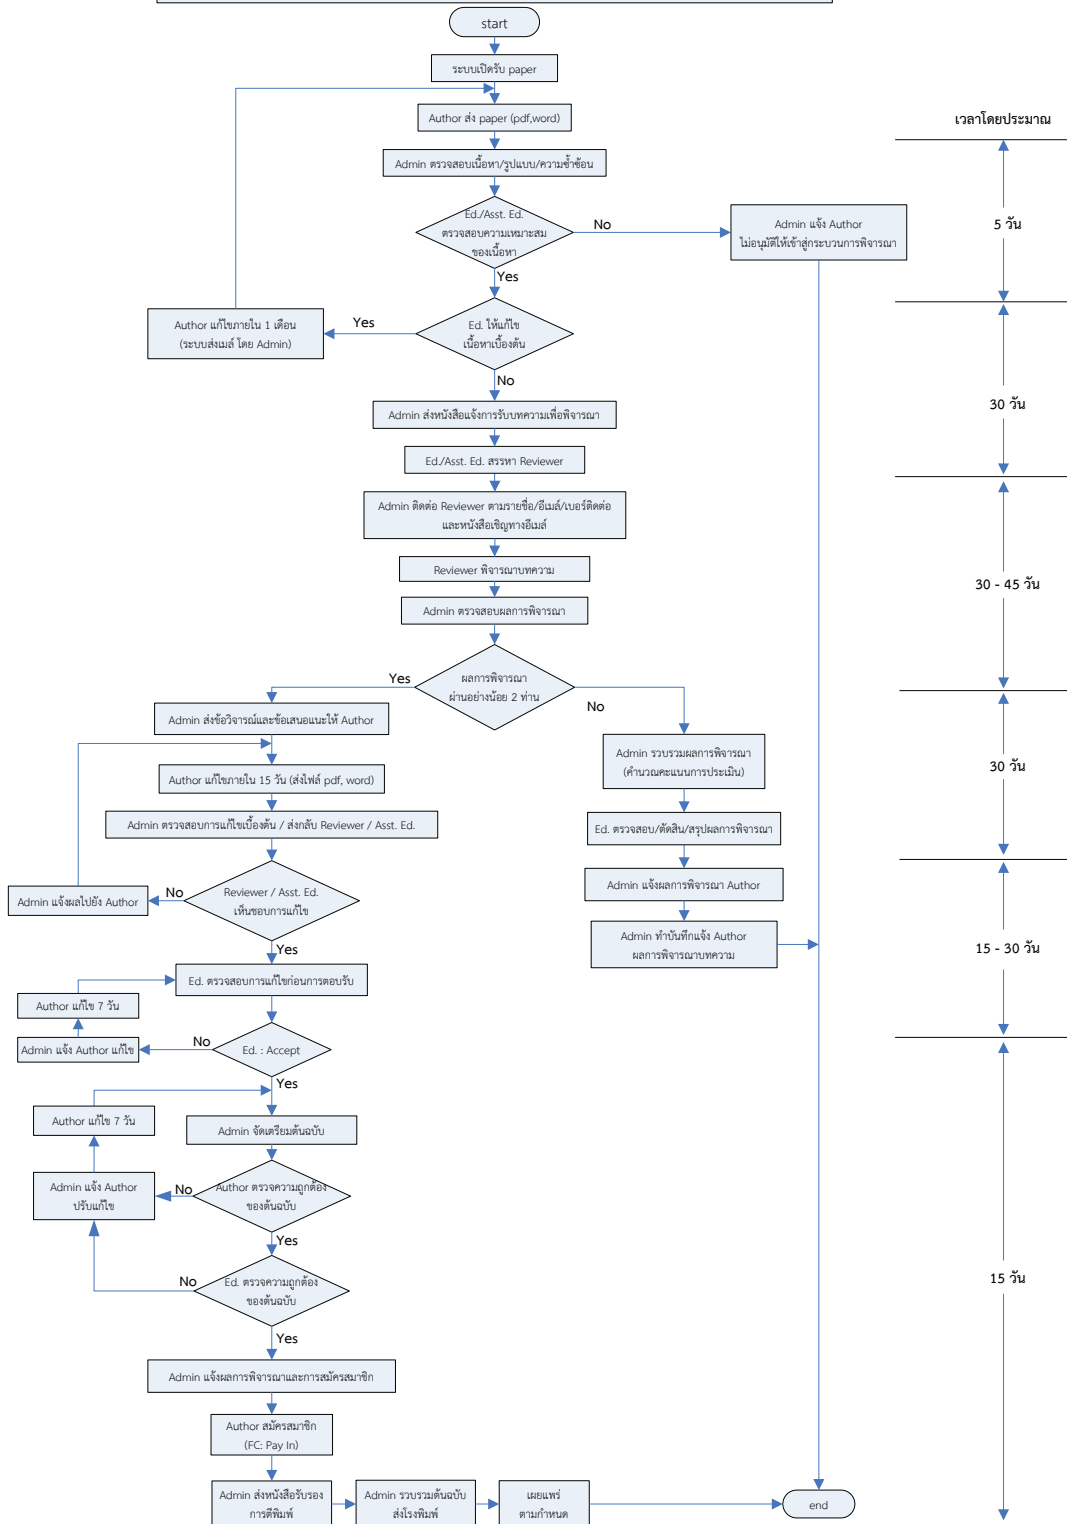 start
ระบบเปิดรับ paper
Author ส่ง paper (pdf,word)
เวลาโดยประมาณ
Admin ตรวจสอบเนื้อหา/รูปแบบ/ความซ้ำซ้อน
Ed./Asst. Ed.
ตรวจสอบความเหมาะสม
ของเนื้อหา
No
Admin แจ้ง Author
ไม่อนุมัติให้เข้าสู่กระบวนการพิจารณา
5 วัน
Yes
Author แก้ไขภายใน 1 เดือน
(ระบบส่งเมล์ โดย Admin)
Yes
Ed. ให้แก้ไข
เนื้อหาเบื้องต้น
No
Admin ส่งหนังสือแจ้งการรับบทความเพื่อพิจารณา
30 วัน
Ed./Asst. Ed. สรรหา Reviewer
Admin ติดต่อ Reviewer ตามรายชื่อ/อีเมล์/เบอร์ติดต่อ
และหนังสือเชิญทางอีเมล์
Reviewer พิจารณาบทความ
30 - 45 วัน
Admin ตรวจสอบผลการพิจารณา
ผลการพิจารณา
ผ่านอย่างน้อย 2 ท่าน
Yes
No
Admin ส่งข้อวิจารณ์และข้อเสนอแนะให้ Author
Admin รวบรวมผลการพิจารณา
(คำนวณคะแนนการประเมิน)
30 วัน
Author แก้ไขภายใน 15 วัน (ส่งไฟล์ pdf, word)
Admin ตรวจสอบการแก้ไขเบื้องต้น / ส่งกลับ Reviewer / Asst. Ed.
Ed. ตรวจสอบ/ตัดสิน/สรุปผลการพิจารณา
Reviewer / Asst. Ed.
เห็นชอบการแก้ไข
No
Admin แจ้งผลไปยัง Author
Admin แจ้งผลการพิจารณา Author
Yes
Admin ทำบันทึกแจ้ง Author
ผลการพิจารณาบทความ
15 - 30 วัน
Ed. ตรวจสอบการแก้ไขก่อนการตอบรับ
Author แก้ไข 7 วัน
Admin แจ้ง Author แก้ไข
No
Ed. : Accept
Yes
Author แก้ไข 7 วัน
Admin จัดเตรียมต้นฉบับ
Admin แจ้ง Author
ปรับแก้ไข
No
Author ตรวจความถูกต้อง
ของต้นฉบับ
Yes
No
Ed. ตรวจความถูกต้อง
ของต้นฉบับ
15 วัน
Yes
Admin แจ้งผลการพิจารณาและการสมัครสมาชิก
Author สมัครสมาชิก
(FC: Pay In)
Admin ส่งหนังสือรับรอง
การตีพิมพ์
Admin รวบรวมต้นฉบับ
ส่งโรงพิมพ์
เผยแพร่
ตามกำหนด
end